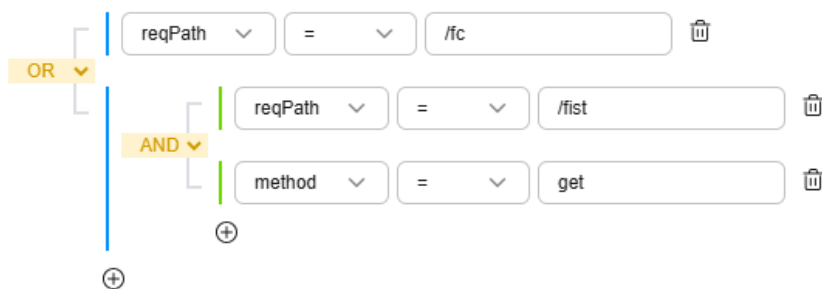 reqPath = /fc
OR
reqPath = /fist
AND
method = get